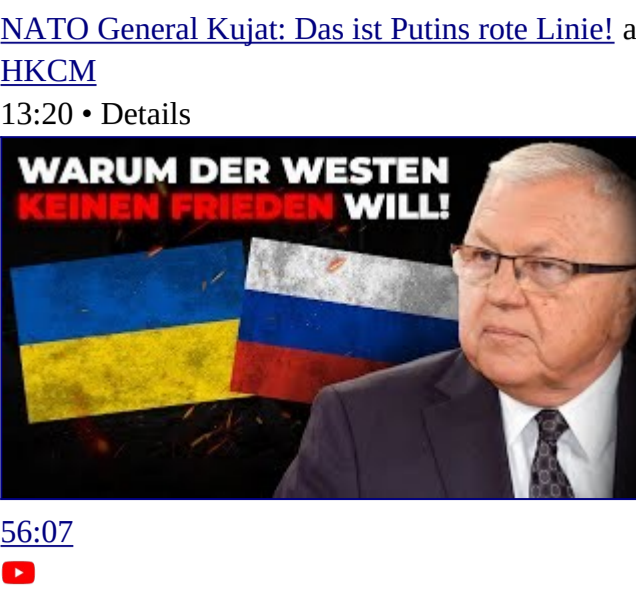 NATO General Kujat: Das ist Putins rote Linie! a
HKCM
13:20 • Details
WARUM DER WESTEN
KEINEN FRIEDEN WILL!
56:07